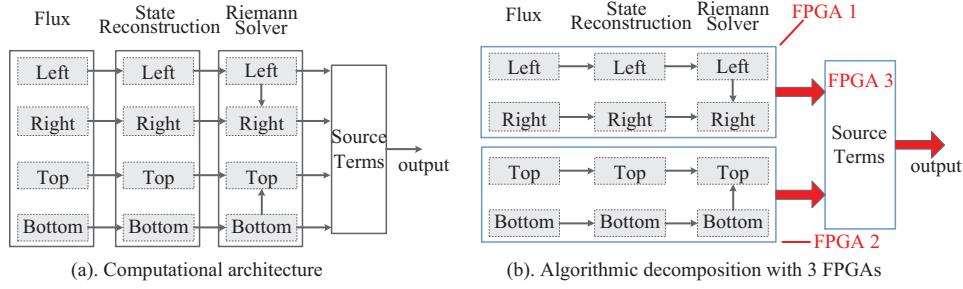 Flux
State
Reconstruction
Riemann
Solver
Left
Left
Left
Right
Right
Right
Top
Top
Top
Bottom
Bottom
Bottom
Source
Terms
output
(a). Computational architecture
Flux
State
Reconstruction
Riemann
Solver
FPGA 1
Left
Left
Left
Right
Right
Right
Top
Top
Top
Bottom
Bottom
Bottom
FPGA 3
Source
Terms
output
FPGA 2
(b). Algorithmic decomposition with 3 FPGAs